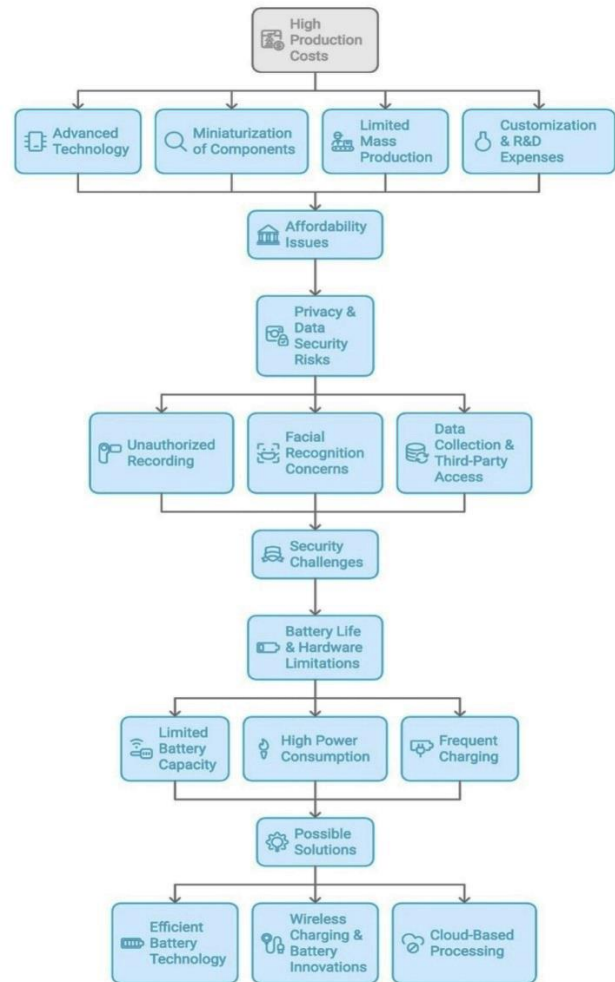 High
Production
Costs
Advanced
Technology
Miniaturization
of Components
Limited
Mass
Production
Customization
& R&D
Expenses
Affordability
Issues
Privacy &
Data
Security
Risks
Unauthorized
Recording
Facial
Recognition
Concerns
Data
Collection &
Third-Party
Access
Security
Challenges
Battery Life
& Hardware
Limitations
Limited
Battery
Capacity
High Power
Consumption
Frequent
Charging
Possible
Solutions
Efficient
Battery
Technology
Wireless
Charging &
Battery
Innovations
Cloud-Based
Processing